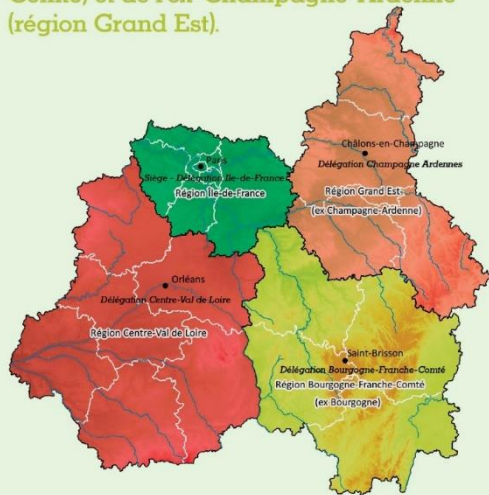 (région Grand Est).
Châlons-en-Champagne
Délégation Champagne Ardennes
Paris
Siège - Délégation Ile-de-France
Région Île-de-France
Région Grand Est
(ex Champagne-Ardenne)
Orléans
Délégation Centre-Val de Loire
Région Centre-Val de Loire
Saint-Brisson
Délégation Bourgogne-Franche-Comté
Région Bourgogne-Franche-Comté
(ex Bourgogne)